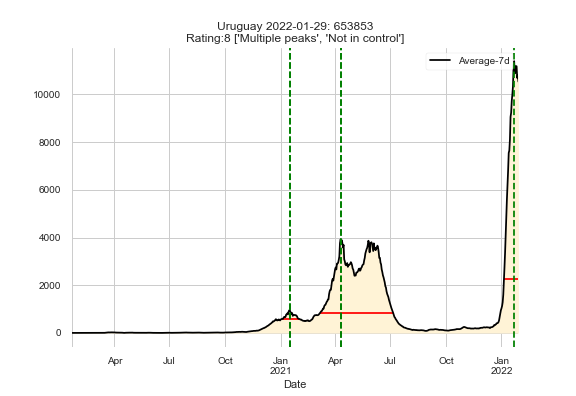 Uruguay 2022-01-29: 653853
Rating:8 ['Multiple peaks', 'Not in control']
Average-7d
10000
8000
6000
4000
2000
0
Apr
Jul
Oct
Jan
2021
Apr
Jul
Oct
Jan
2022
Date